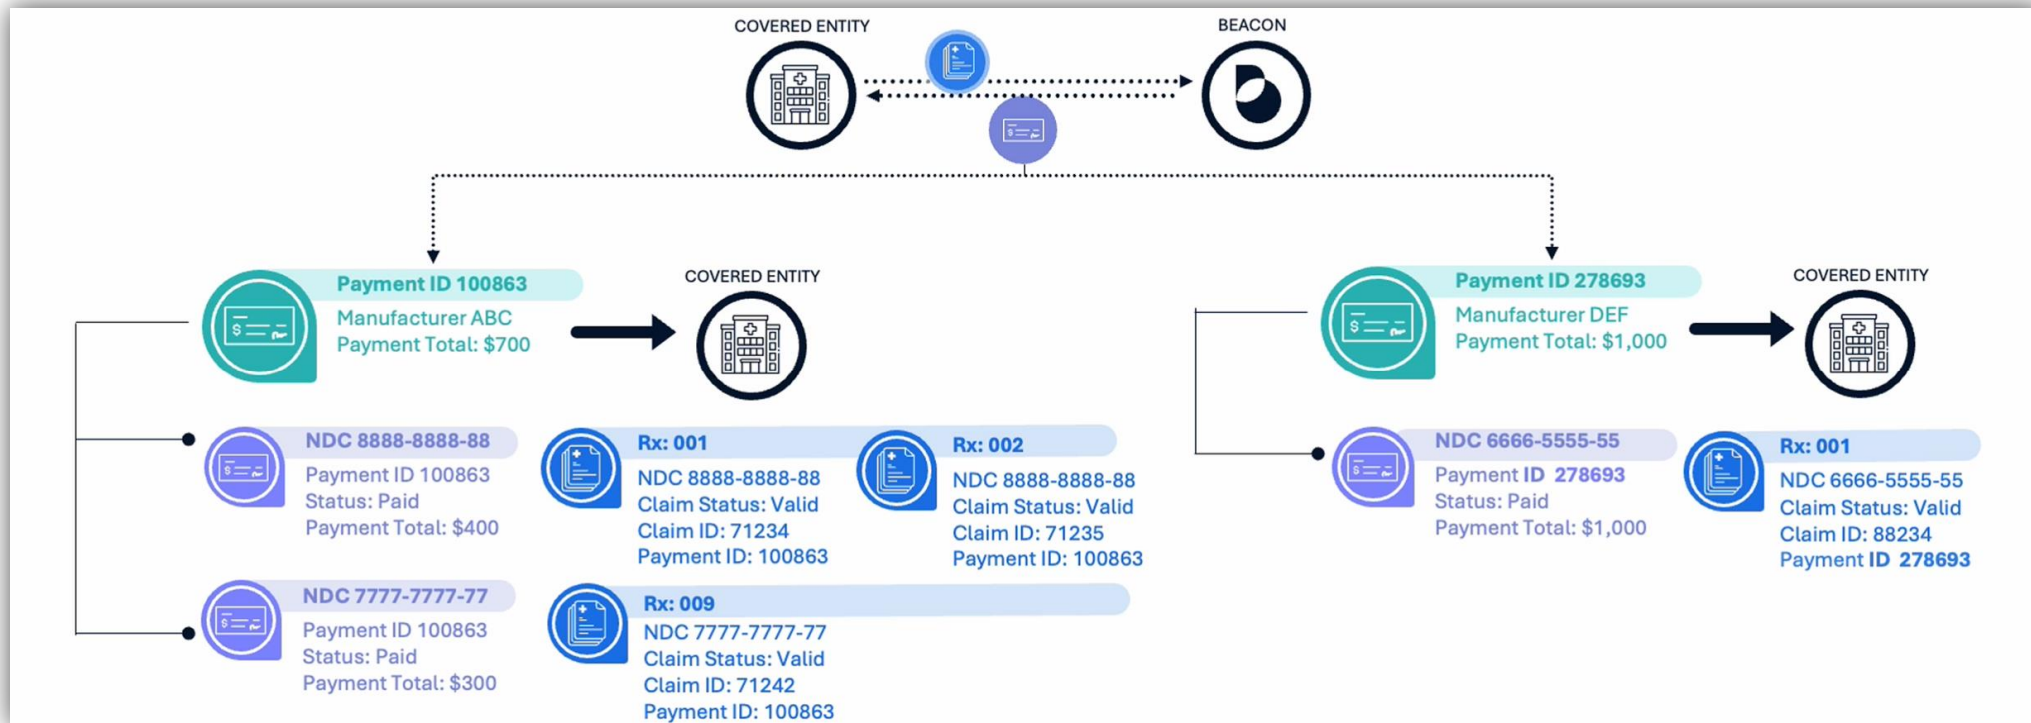 COVERED ENTITY
BEACON
Payment ID 100863
Manufacturer ABC
Payment Total: $700
COVERED ENTITY
Payment ID 278693
Manufacturer DEF
Payment Total: $1,000
COVERED ENTITY
NDC 8888-8888-88
Payment ID 100863
Status: Paid
Payment Total: $400
Rx: 001
NDC 8888-8888-88
Claim Status: Valid
Claim ID: 71234
Payment ID: 100863
Rx: 002
NDC 8888-8888-88
Claim Status: Valid
Claim ID: 71235
Payment ID: 100863
NDC 6666-5555-55
Payment ID 278693
Status: Paid
Payment Total: $1,000
Rx: 001
NDC 6666-5555-55
Claim Status: Valid
Claim ID: 88234
Payment ID 278693
NDC 7777-7777-77
Payment ID 100863
Status: Paid
Payment Total: $300
Rx: 009
NDC 7777-7777-77
Claim Status: Valid
Claim ID: 71242
Payment ID: 100863